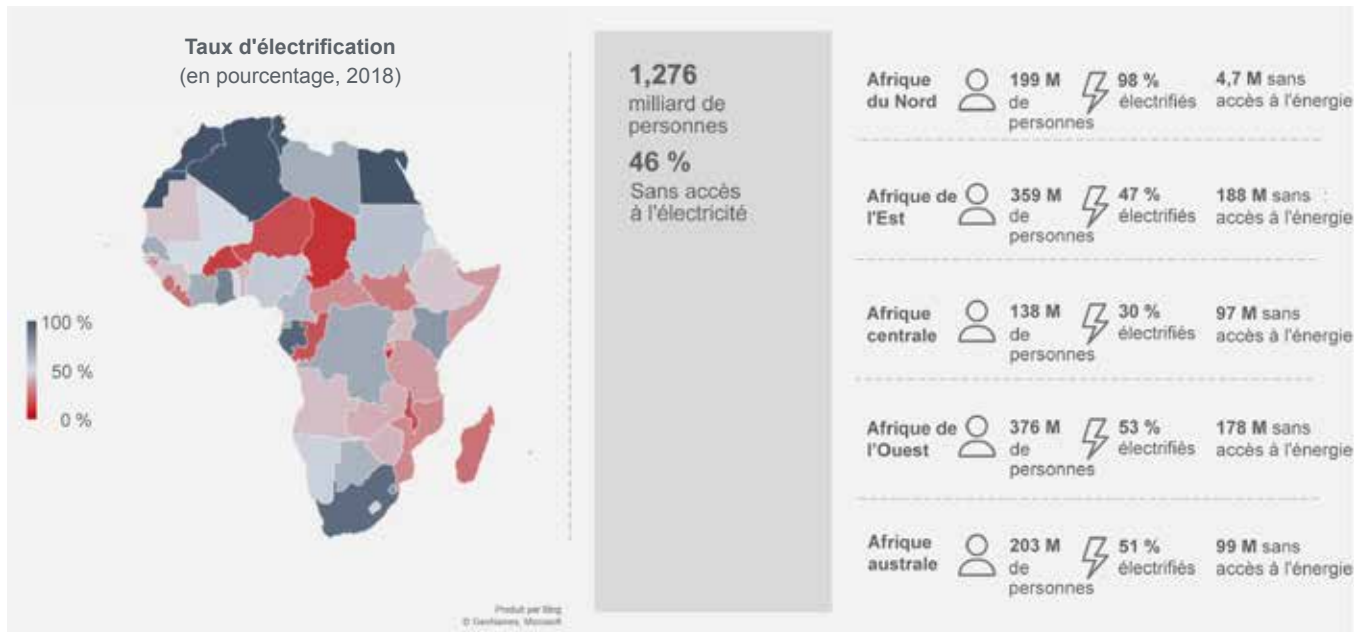 Taux d'électrification
(en pourcentage, 2018)
100 %
50 %
0 %
Produit par Bing
© GeoNames, Microsoft
1,276
milliard de
personnes
46 %
Sans accès
à l'électricité
Afrique
du Nord
199 M
de
personnes
98 %
électrifiés
4,7 M sans
accès à l'énergie
Afrique de
l'Est
359 M
de
personnes
47 %
électrifiés
188 M sans
accès à l'énergie
Afrique
centrale
138 M
de
personnes
30 %
électrifiés
97 M sans
accès à l'énergie
Afrique de
l'Ouest
376 M
de
personnes
53 %
électrifiés
178 M sans
accès à l'énergie
Afrique
australe
203 M
de
personnes
51 %
électrifiés
99 M sans
accès à l'énergie